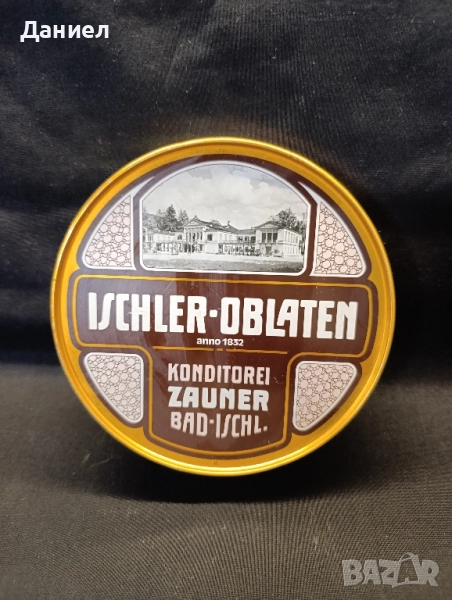 Даниел
ISCHLER-OBLATEN
anno 1832
KONDITOREI
ZAUNER
BAD-ISCHL.
BAZAR